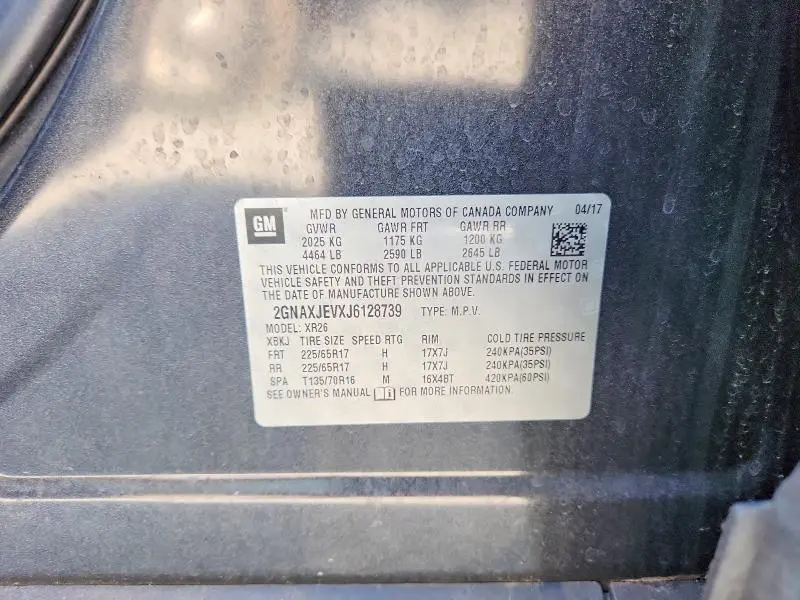 GM
MFD BY GENERAL MOTORS OF CANADA COMPANY 04/17
GVWR GAWR FRT GAWR RR
2025 KG 1175 KG 1200 KG
4464 LB 2590 LB 2645 LB
THIS VEHICLE CONFORMS TO ALL APPLICABLE U.S. FEDERAL MOTOR
VEHICLE SAFETY AND THEFT PREVENTION STANDARDS IN EFFECT ON
THE DATE OF MANUFACTURE SHOWN ABOVE.
2GNAXJEVXJ6128739 TYPE: M.P.V.
MODEL: XR26
XBKJ TIRE SIZE SPEED RTG RIM COLD TIRE PRESSURE
FRT 225/65R17 H 17X7J 240KPA(35PSI)
RR 225/65R17 H 17X7J 240KPA(35PSI)
SPA T135/70R16 M 16X4BT 420KPA(60PSI)
SEE OWNER'S MANUAL i FOR MORE INFORMATION.